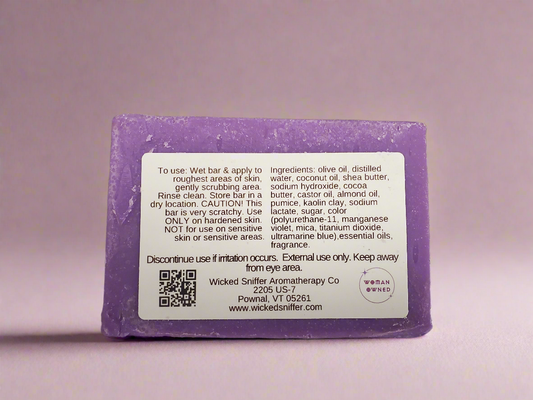 To use: Wet bar & apply to
roughest areas of skin,
gently scrubbing area.
Rinse clean. Store bar in a
dry location. CAUTION! This
bar is very scratchy. Use
ONLY on hardened skin.
NOT for use on sensitive
skin or sensitive areas.
Ingredients: olive oil, distilled
water, coconut oil, shea butter,
sodium hydroxide, cocoa
butter, castor oil, almond oil,
pumice, kaolin clay, sodium
lactate, sugar, color
(polyurethane-11, manganese
violet, mica, titanium dioxide,
ultramarine blue),essential oils,
fragrance.
Discontinue use if irritation occurs. External use only. Keep away
from eye area.
Wicked Sniffer Aromatherapy Co
2205 US-7
Pownal, VT 05261
www.wickedsniffer.com
WOMAN
OWNED